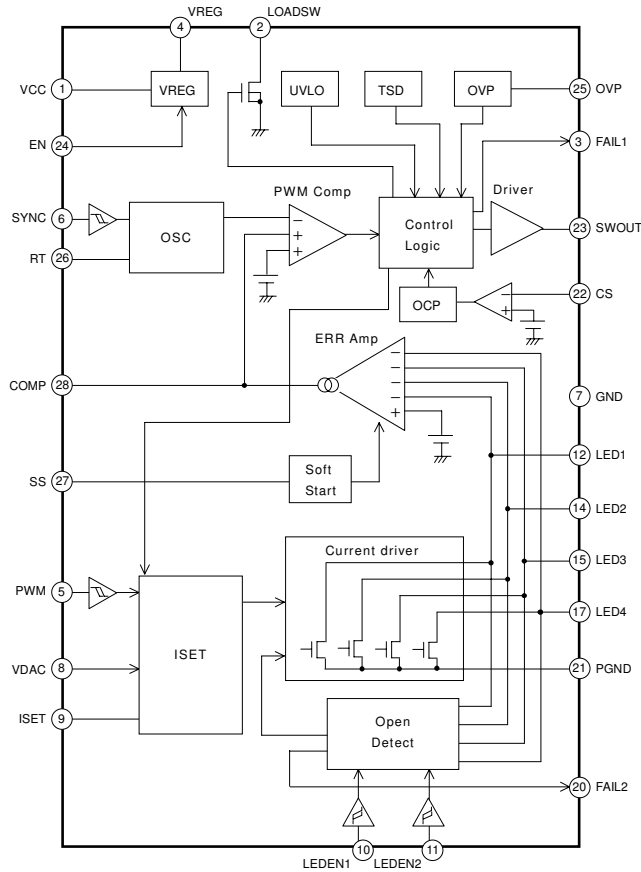 VREG
LOADSW
4
2
VCC
1
VREG
UVLO
TSD
OVP
25
OVP
EN
24
3
FAIL1
PWM Comp
Driver
SYNC
6
OSC
−
+
+
Control
Logic
23
SWOUT
RT
26
OCP
−
+
22
CS
ERR Amp
COMP
28
−
−
−
−
+
7
GND
12
LED1
SS
27
Soft
Start
14
LED2
Current driver
15
LED3
PWM
5
17
LED4
ISET
VDAC
8
21
PGND
ISET
9
Open
Detect
20
FAIL2
10
11
LEDEN1
LEDEN2